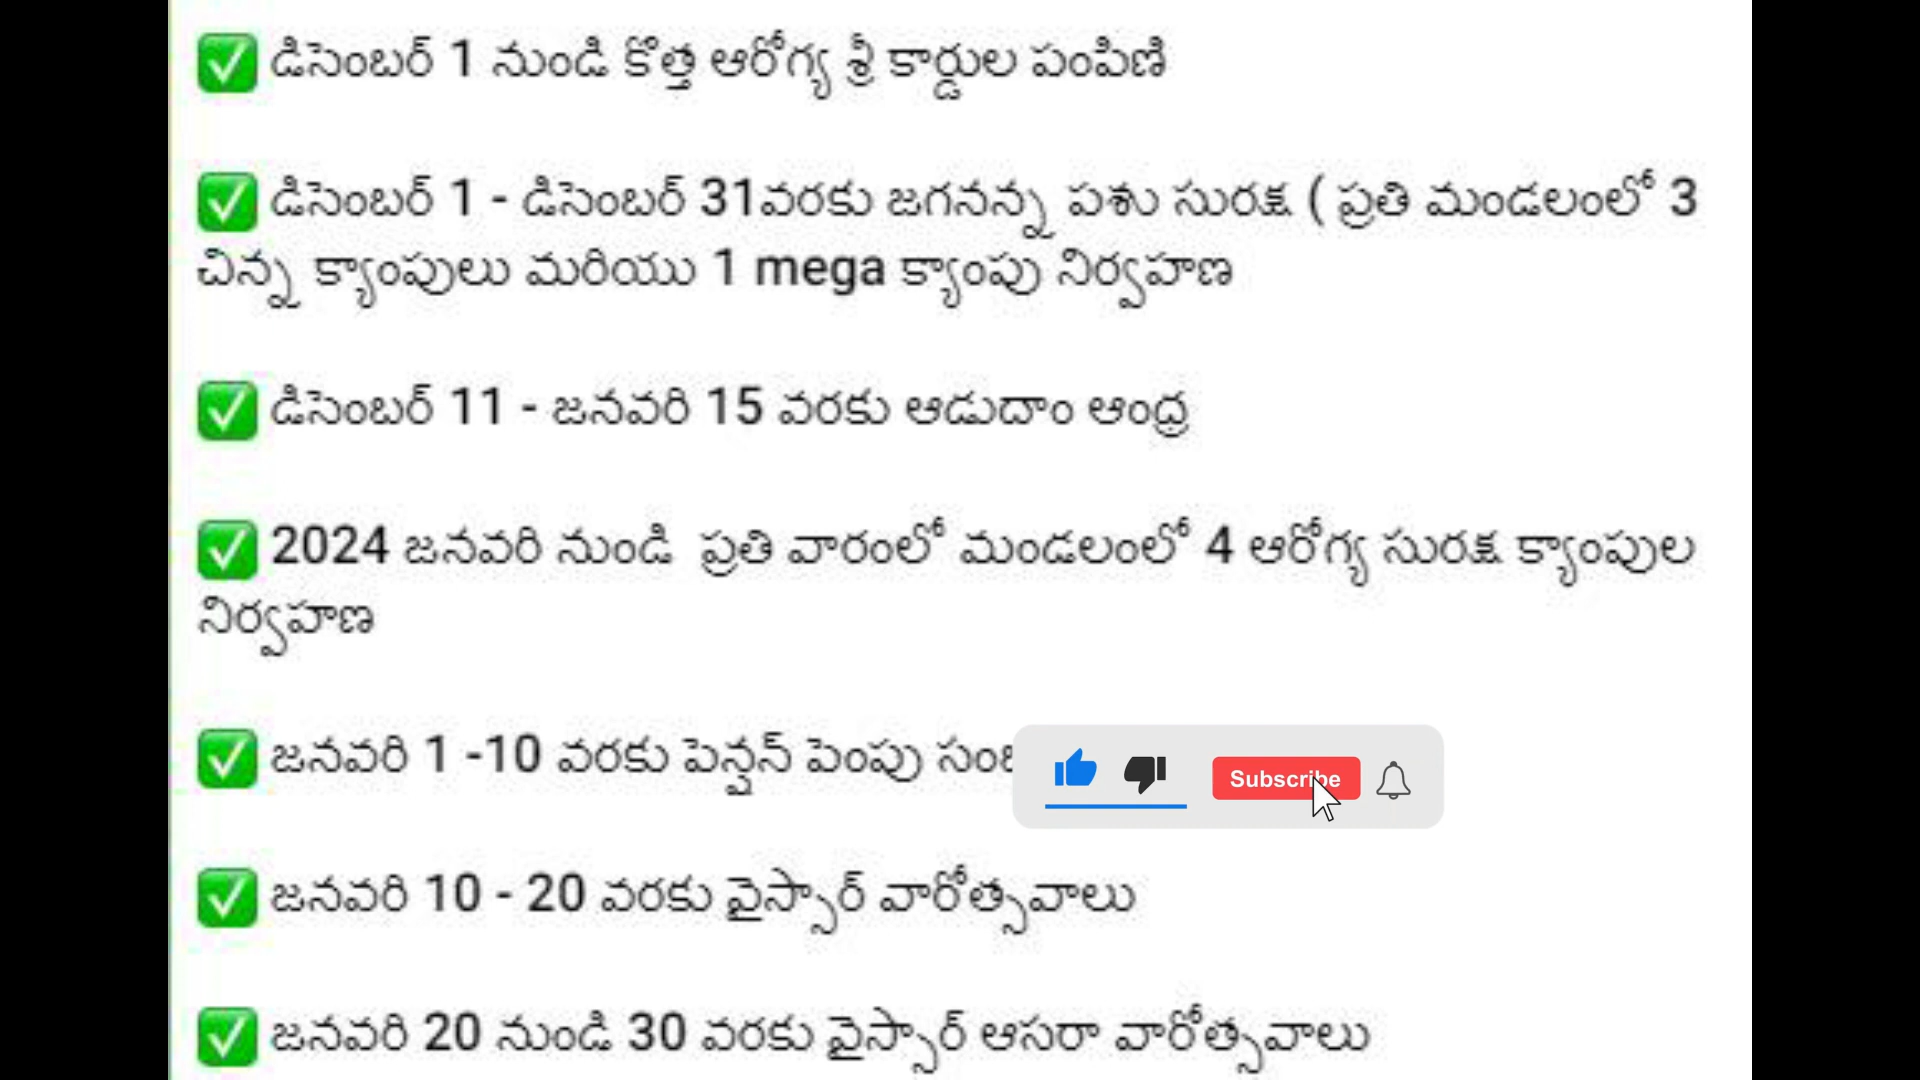 ✅ డిసెంబర్ 1 నుండి కొత్త ఆరోగ్య శ్రీ కార్డుల పంపిణి
✅ డిసెంబర్ 1 - డిసెంబర్ 31వరకు జగనన్న పశు సురక్ష ( ప్రతి మండలంలో 3
చిన్న క్యాంపులు మరియు 1 mega క్యాంపు నిర్వహణ
✅ డిసెంబర్ 11 - జనవరి 15 వరకు ఆడుదాం ఆంధ్ర
✅ 2024 జనవరి నుండి ప్రతి వారంలో మండలంలో 4 ఆరోగ్య సురక్ష క్యాంపుల
నిర్వహణ
✅ జనవరి 1 -10 వరకు పెన్షన్ పెంపు
Subscribe
✅ జనవరి 10 - 20 వరకు వైస్సార్ వారోత్సవాలు
✅ జనవరి 20 నుండి 30 వరకు వైస్సార్ ఆసరా వారోత్సవాలు